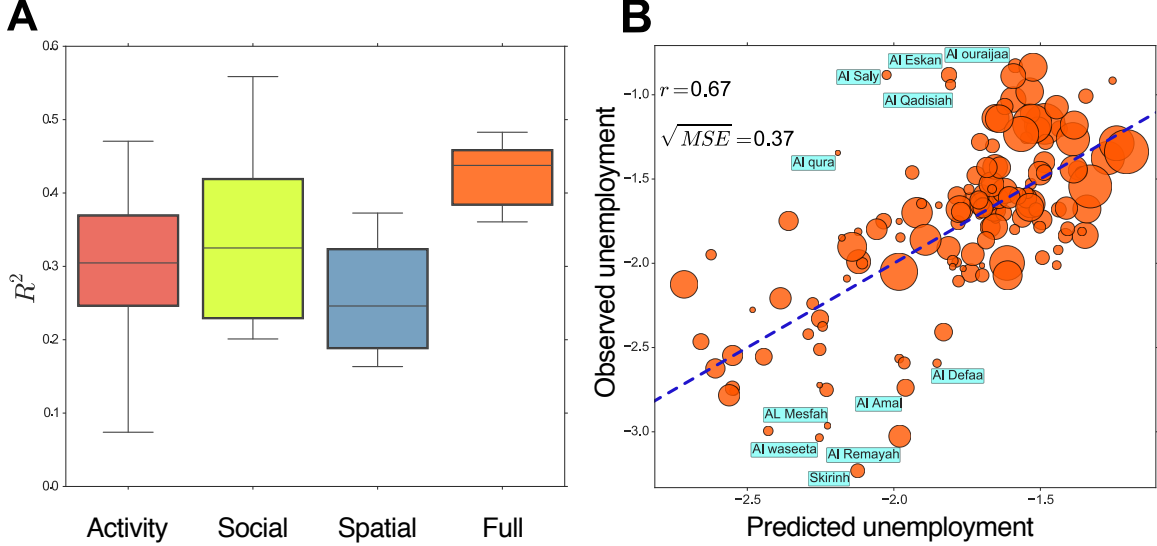 A
R²
0.6
0.5
0.4
0.3
0.2
0.1
0.0
Activity Social Spatial Full
B
Observed unemployment
−1.0
−1.5
−2.0
−2.5
−3.0
r = 0.67
√MSE = 0.37
Al Saly
Al Eskan
Al ouraijaa
Al Qadisiah
Al qura
Al Defaa
Al Amal
AL Mesfah
Al waseeta
Al Remayah
Skirinh
−2.5 −2.0 −1.5
Predicted unemployment